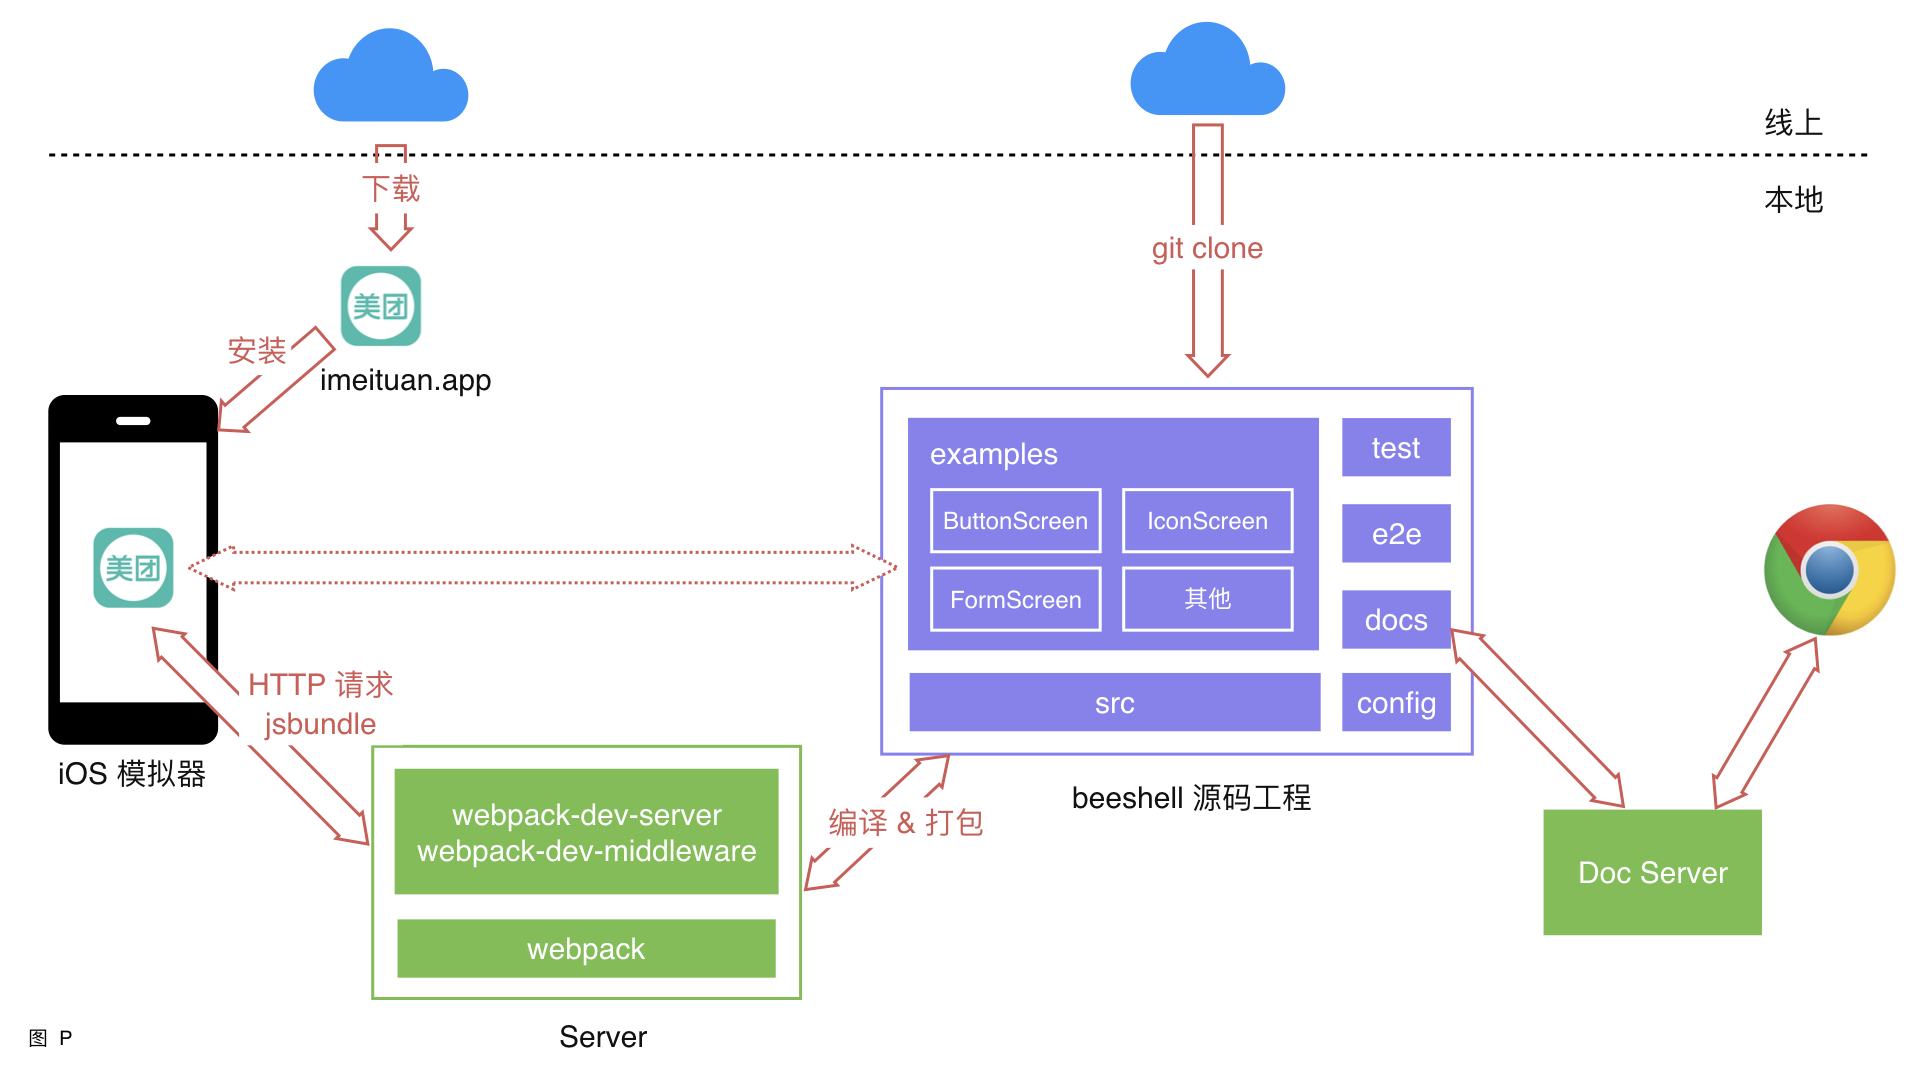 线上
本地
下载
git clone
美团
安装
imeituan.app
examples
test
ButtonScreen
IconScreen
e2e
美团
FormScreen
其他
docs
HTTP 请求
jsbundle
src
config
iOS 模拟器
beeshell 源码工程
webpack-dev-server
webpack-dev-middleware
编译 & 打包
Doc Server
webpack
Server
图 P